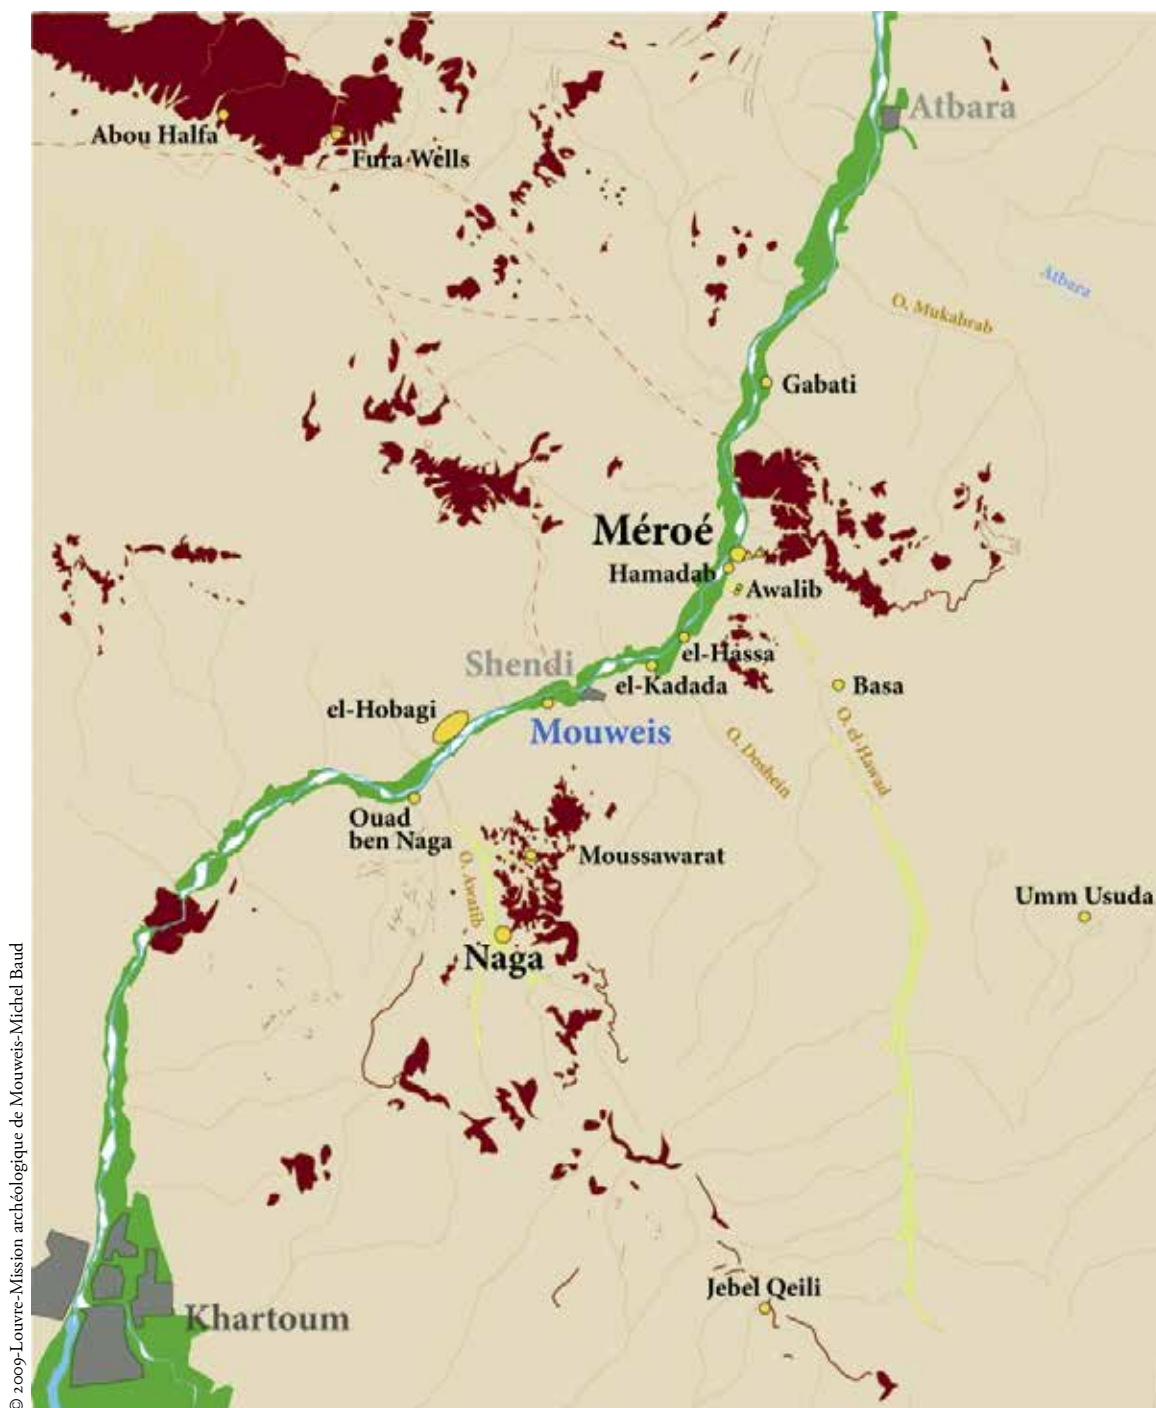 Atbara
Abou Halfa
Fura Wells
Atbara
O. Mukabrab
Gabati
Méroé
Hamadab
Awalib
Shendi
el-Hassa
el-Kadada
Basa
el-Hobagi
Mouweis
O. el-Hawad
O. Doshein
Ouad
ben Naga
Moussawarat
O. Awatib
Umm Usuda
Naga
Jebel Qeili
Khartoum
© 2009-Louvre-Mission archéologique de Mouweis-Michel Baud